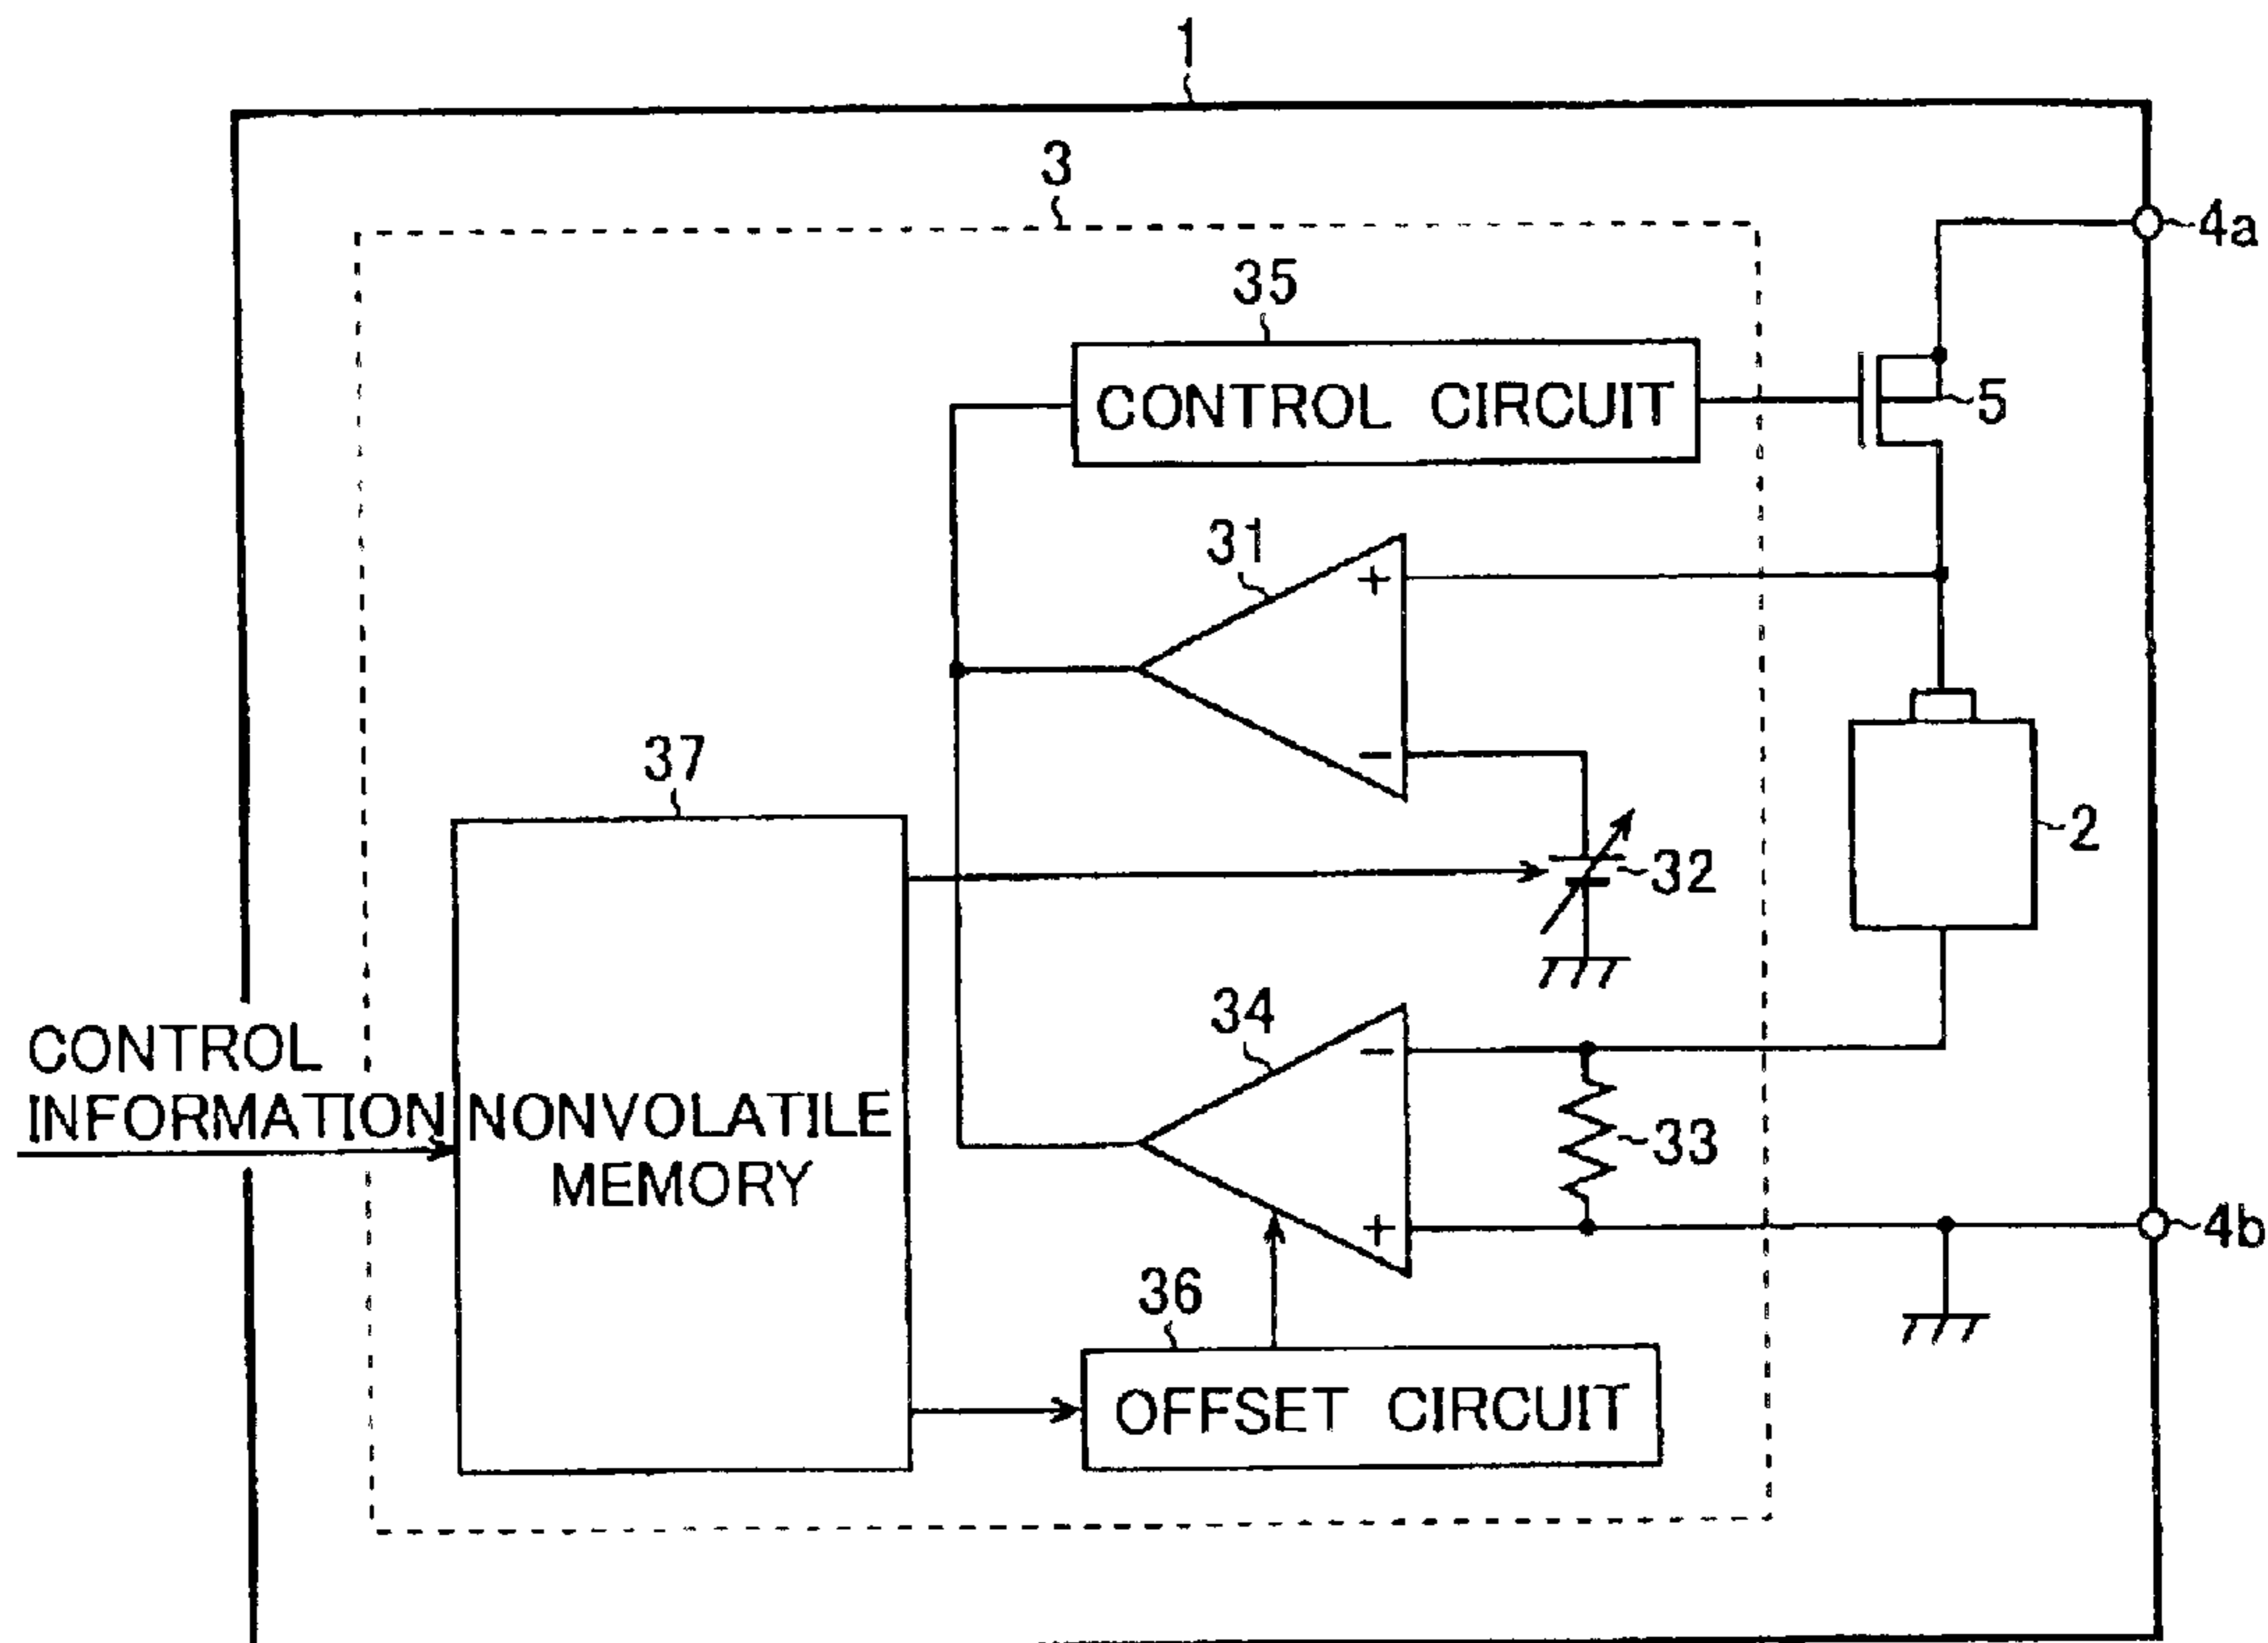 1
3
4a
35
CONTROL CIRCUIT
5
31
+
−
37
32
2
34
−
CONTROL
INFORMATION
NONVOLATILE
MEMORY
33
+
4b
36
OFFSET CIRCUIT